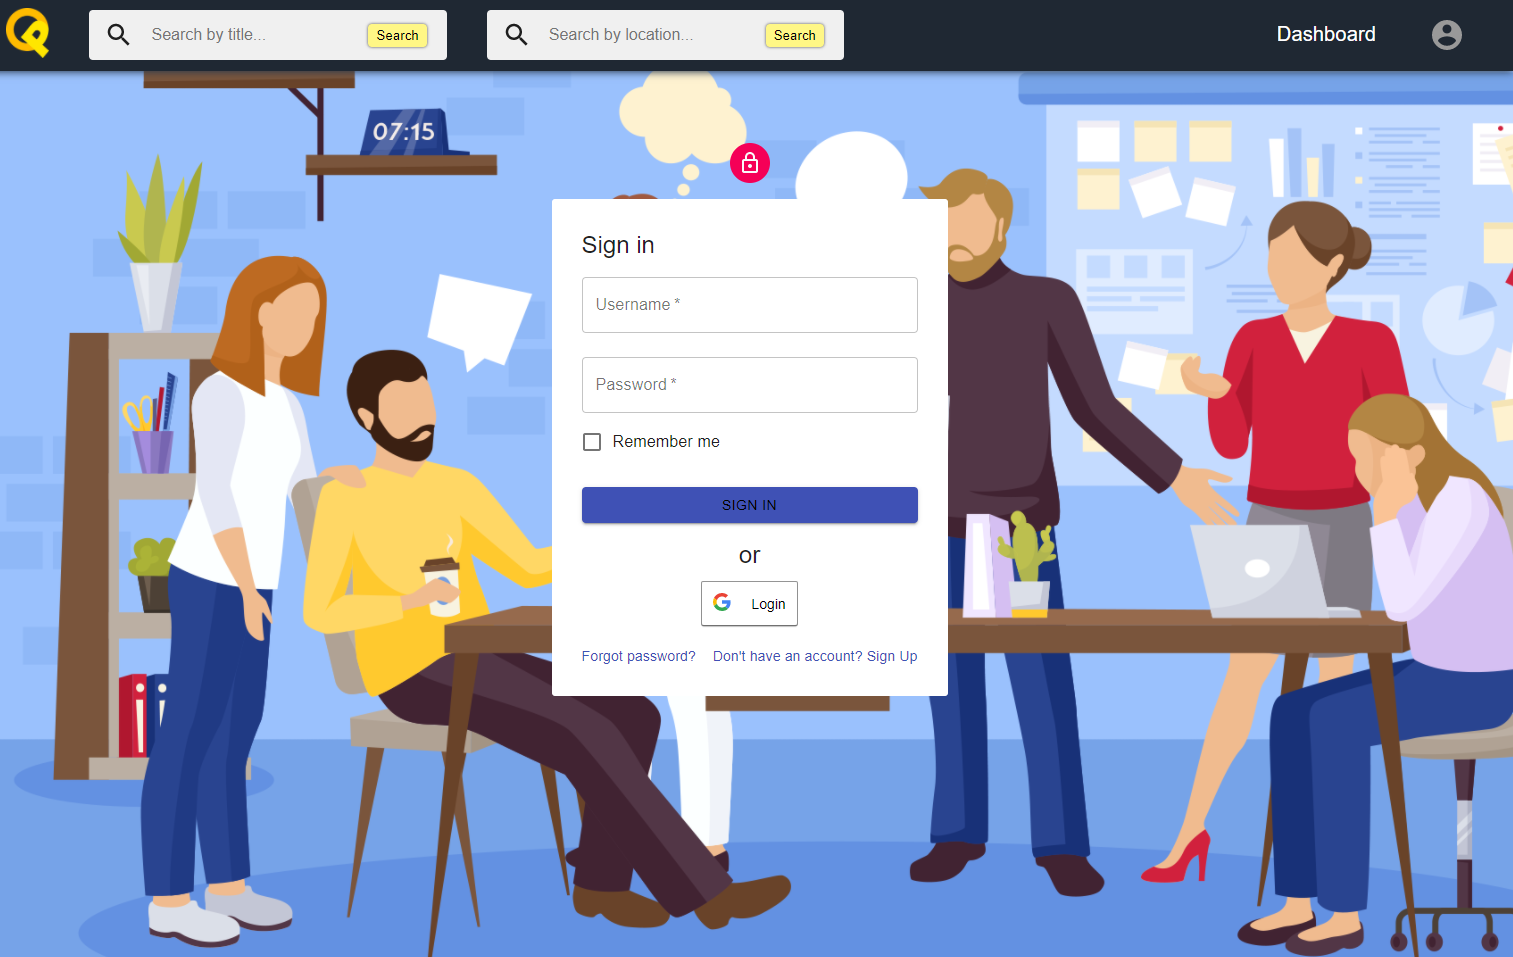 Search by title...
Search
Search by location...
Search
Dashboard
07:15
Sign in
Username *
Password *
Remember me
SIGN IN
or
Login
Forgot password?
Don't have an account? Sign Up